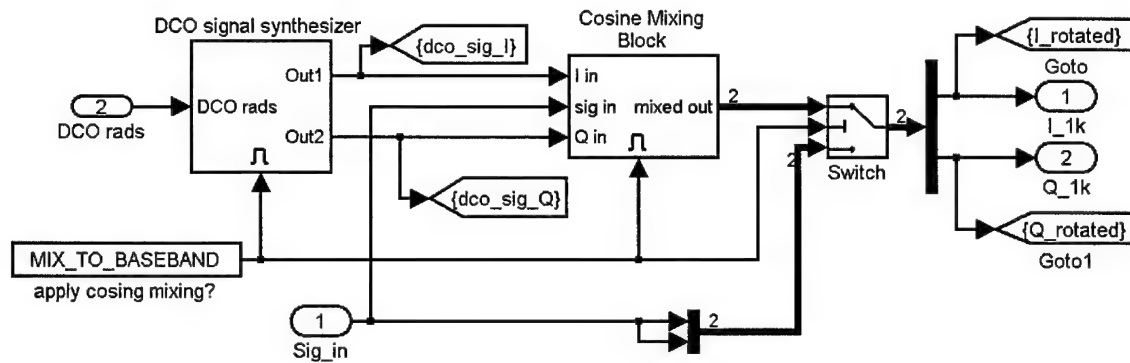 DCO signal synthesizer
Cosine Mixing
Block
{dco_sig_I}
{I_rotated}
Goto
Out1
I in
2
DCO rads
DCO rads
sig in
mixed out
2
2
1
I_1k
Out2
Q in
2
Switch
2
Q_1k
{dco_sig_Q}
{Q_rotated}
Goto1
MIX_TO_BASEBAND
apply cosing mixing?
1
Sig_in
2